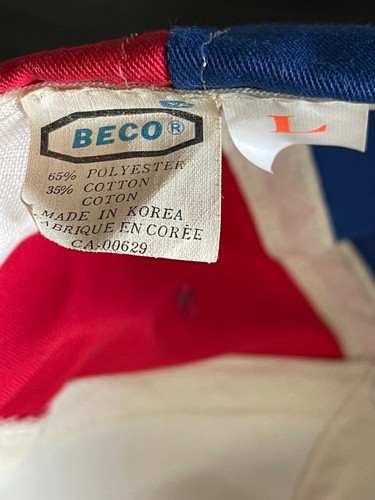 BECO®
65% POLYESTER
35% COTTON
COTON
MADE IN KOREA
FABRIQUE EN CORÉE
CA-00629
L